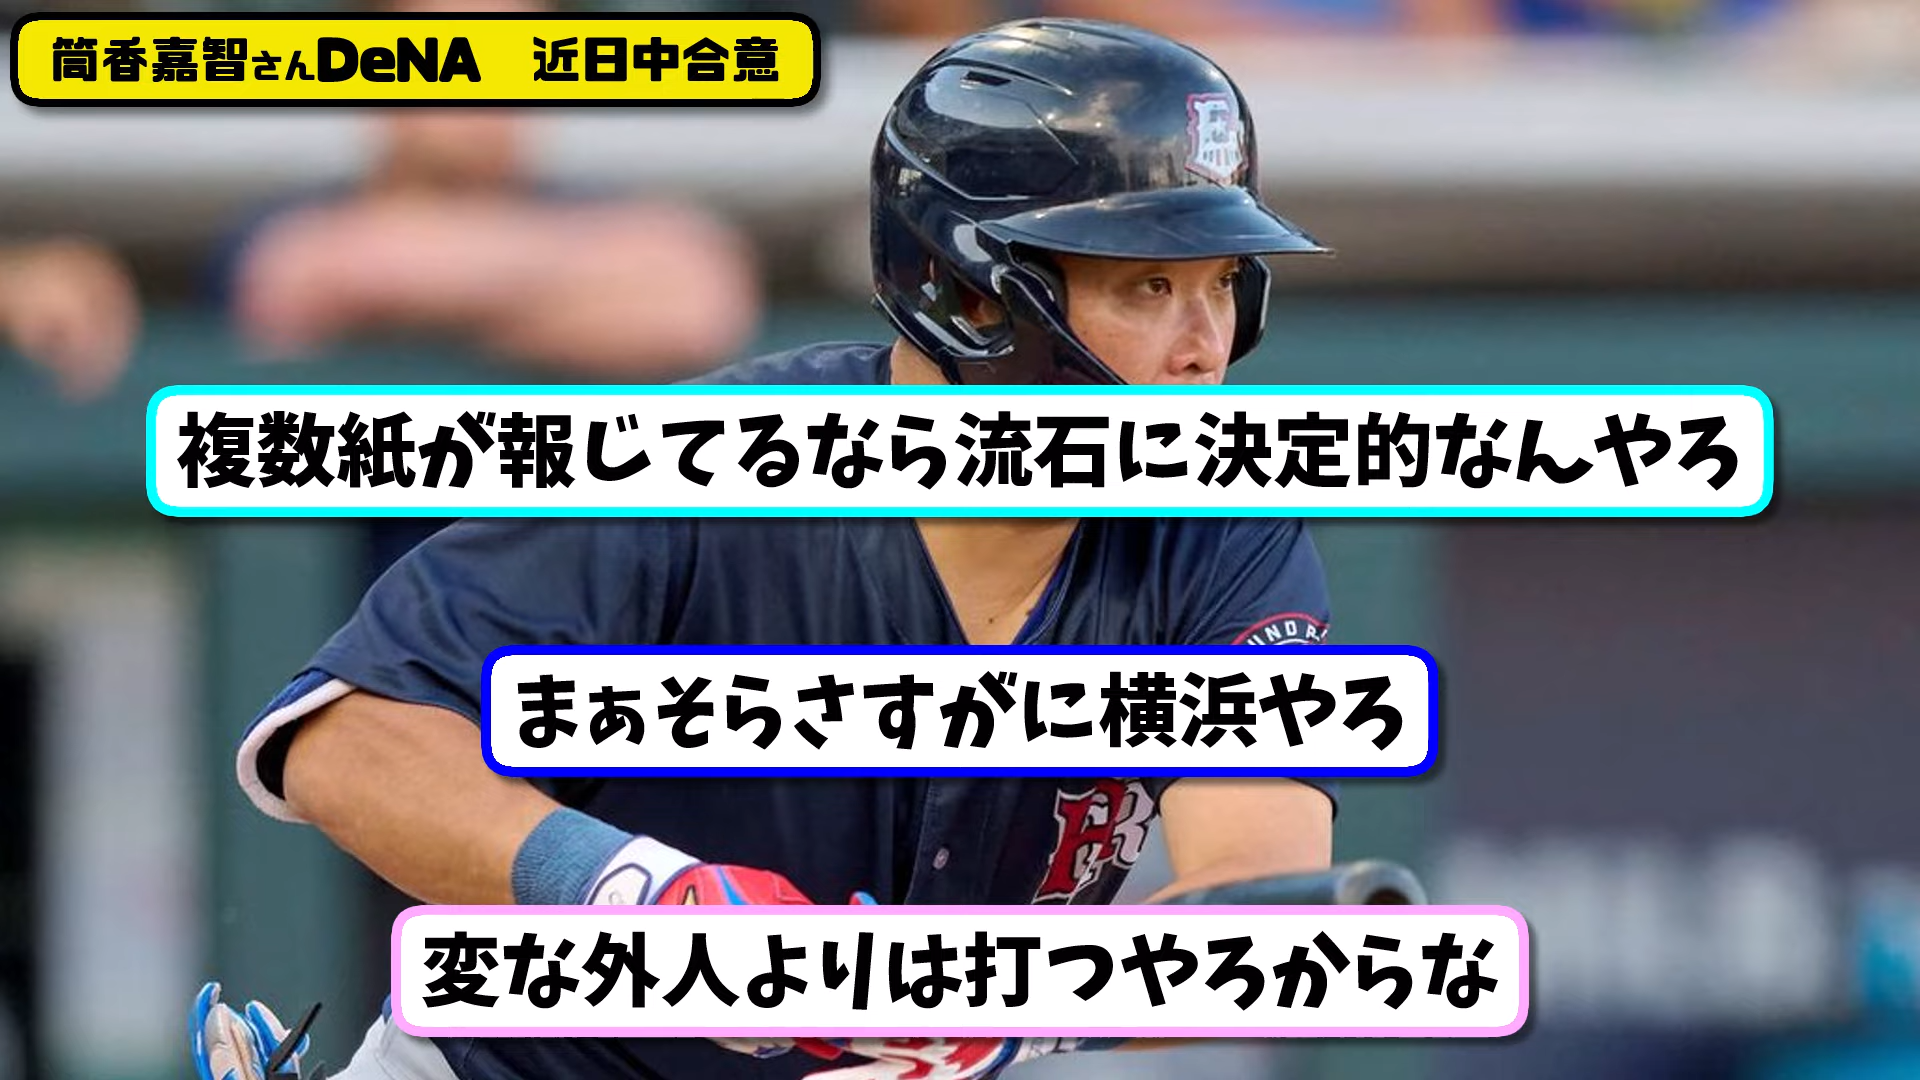 筒香嘉智さんDeNA　近日中合意
複数紙が報じてるなら流石に決定的なんやろ
まぁそらさすがに横浜やろ
UND R
変な外人よりは打つやろからな